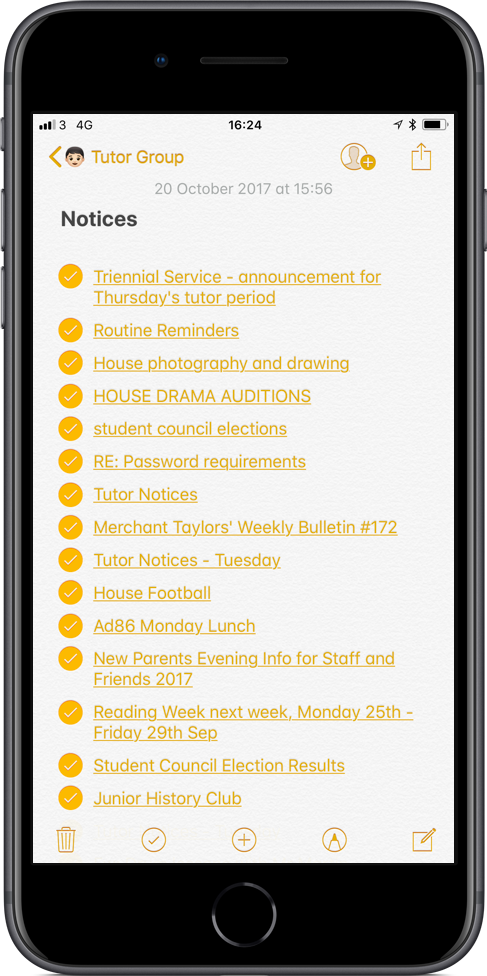 3 4G 16:24
Tutor Group
20 October 2017 at 15:56
Notices
Triennial Service - announcement for
Thursday's tutor period
Routine Reminders
House photography and drawing
HOUSE DRAMA AUDITIONS
student council elections
RE: Password requirements
Tutor Notices
Merchant Taylors' Weekly Bulletin #172
Tutor Notices - Tuesday
House Football
Ad86 Monday Lunch
New Parents Evening Info for Staff and
Friends 2017
Reading Week next week, Monday 25th -
Friday 29th Sep
Student Council Election Results
Junior History Club